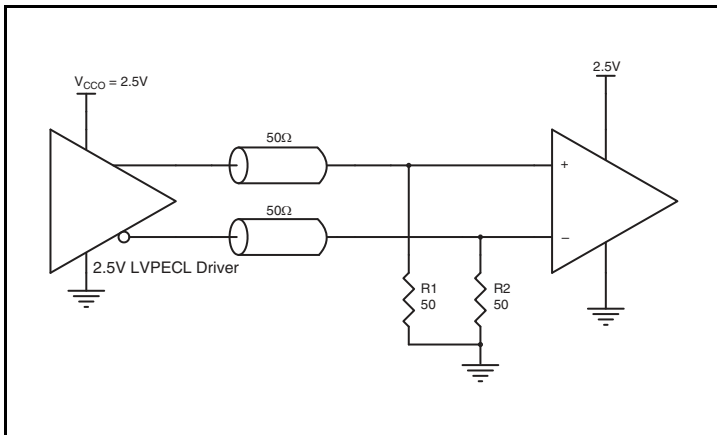 V_CCO = 2.5V
2.5V
50Ω
+
50Ω
–
2.5V LVPECL Driver
R1
50
R2
50